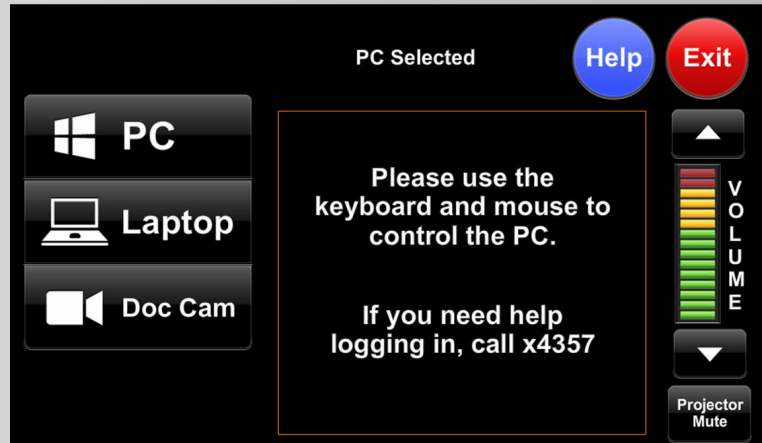 PC Selected
Help
Exit
PC
Laptop
Doc Cam
Please use the
keyboard and mouse to
control the PC.
If you need help
logging in, call x4357
VOLUME
Projector
Mute